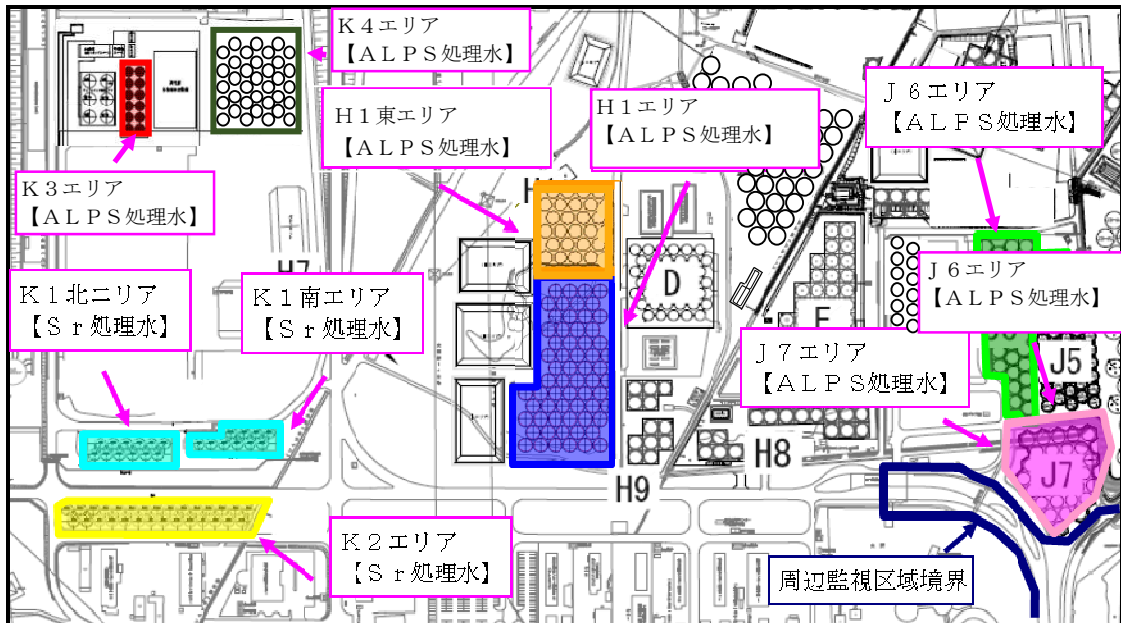 K4エリア
【ALPS処理水】
H1東エリア
【ALPS処理水】
H1エリア
【ALPS処理水】
J6エリア
【ALPS処理水】
K3エリア
【ALPS処理水】
K1北ニリア
【Sr処理水】
K1南エリア
【Sr処理水】
H7
D
J6エリア
【ALPS処理水】
J7エリア
【ALPS処理水】
J5
J7
H8
H9
K2エリア
【Sr処理水】
周辺監視区域境界